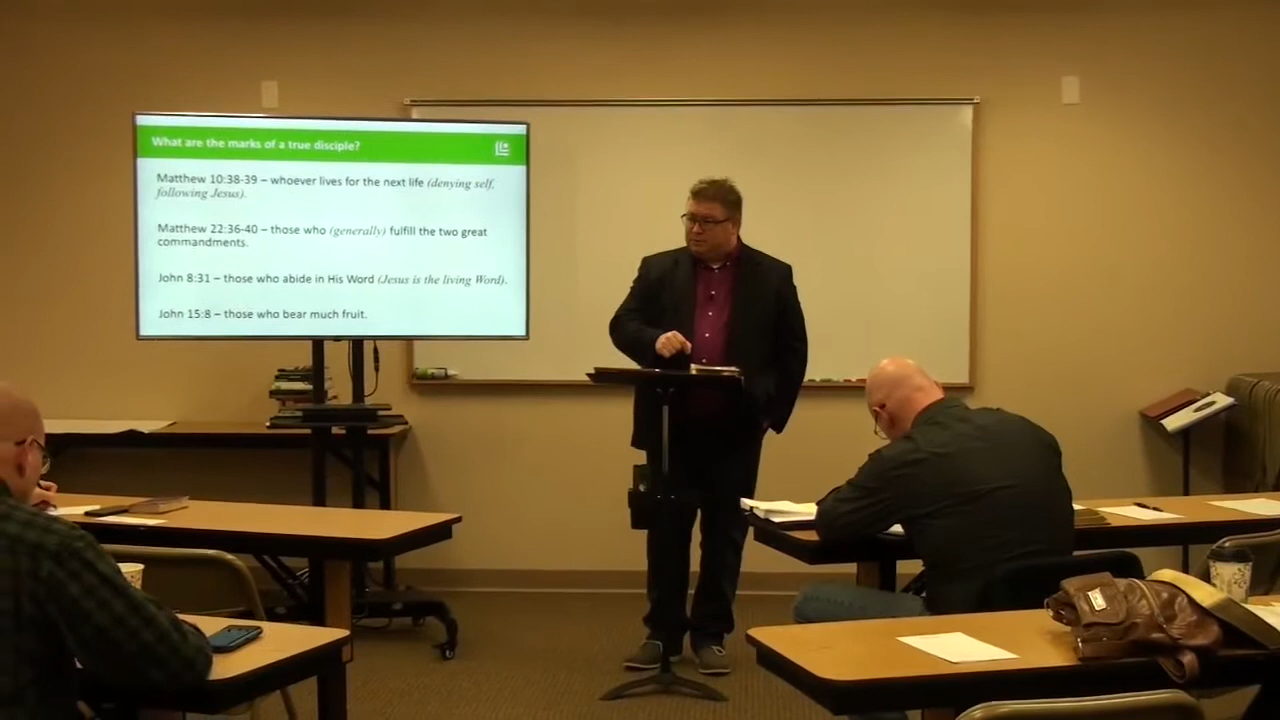 What are the marks of a true disciple?
Matthew 10:38-39 – whoever lives for the next life (denying self,
following Jesus).
Matthew 22:36-40 – those who (generally) fulfill the two great
commandments.
John 8:31 – those who abide in His Word (Jesus is the living Word).
John 15:8 – those who bear much fruit.